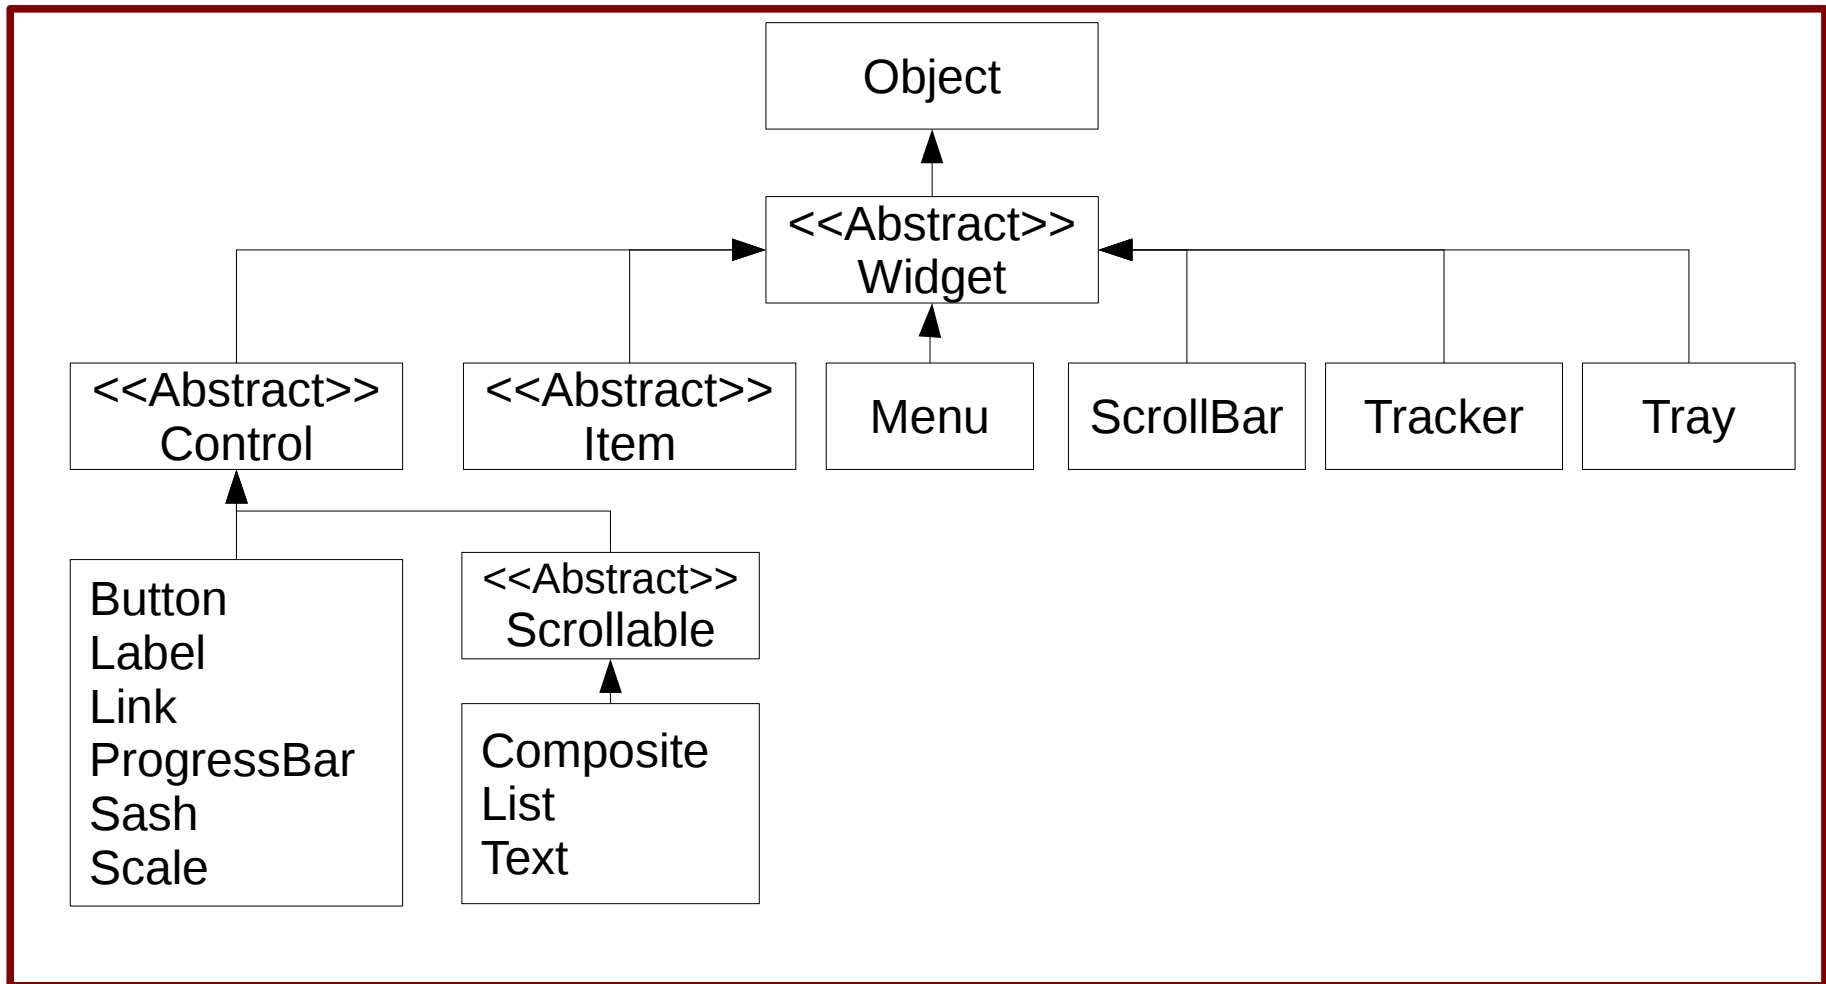 Object
<<Abstract>>
Widget
<<Abstract>>
Control
<<Abstract>>
Item
Menu
ScrollBar
Tracker
Tray
Button
Label
Link
ProgressBar
Sash
Scale
<<Abstract>>
Scrollable
Composite
List
Text